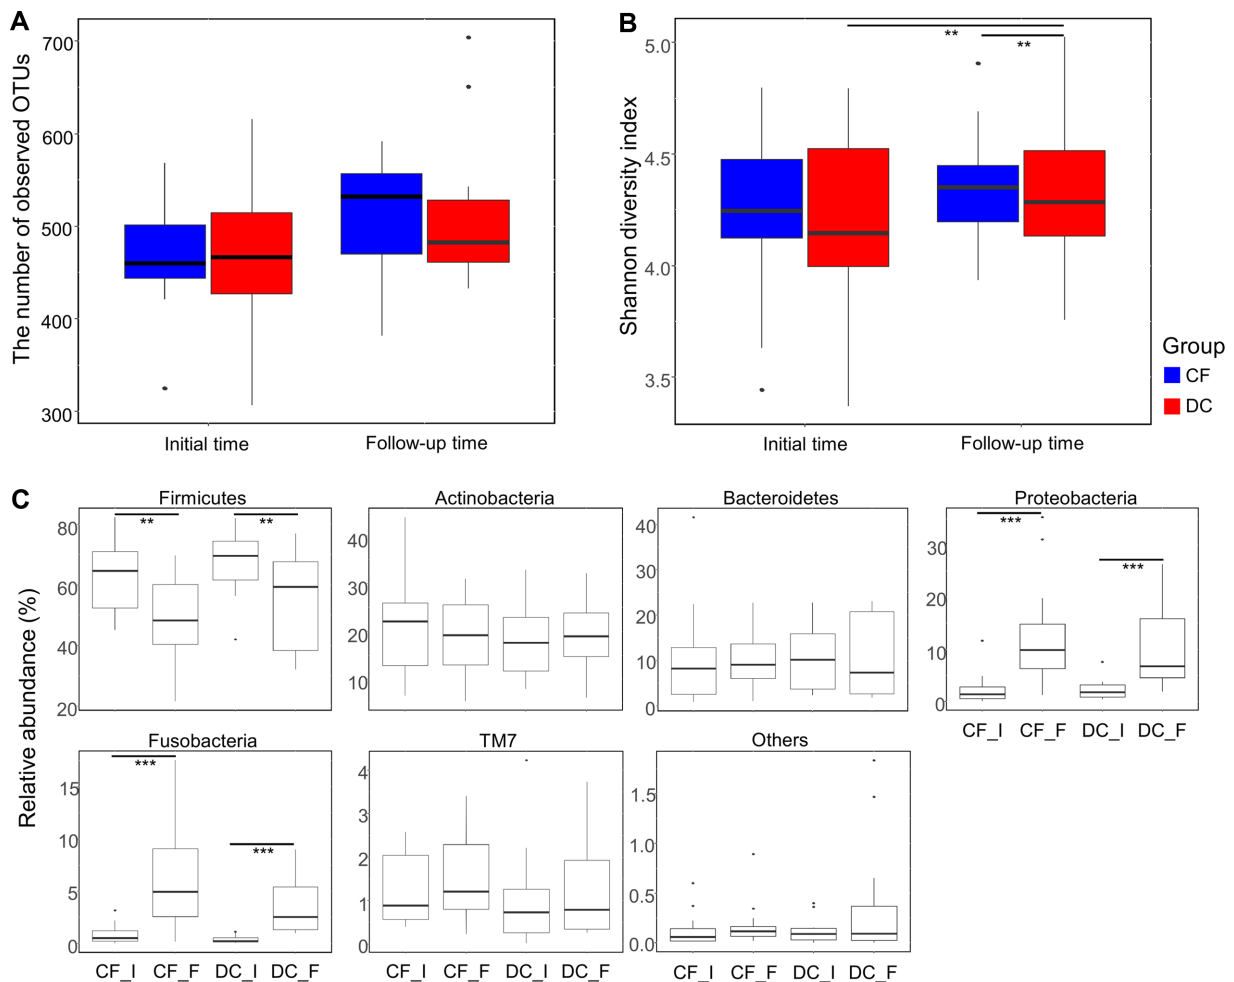 A
The number of observed OTUs
700
600
500
400
300
Initial time
Follow-up time
B
Shannon diversity index
5.0
4.5
4.0
3.5
**
**
Initial time
Follow-up time
Group
CF
DC
C
Relative abundance (%)
Firmicutes
80
60
40
20
**
**
Actinobacteria
40
30
20
10
Bacteroidetes
40
30
20
10
0
Proteobacteria
30
20
10
0
***
***
CF_I CF_F DC_I DC_F
Fusobacteria
15
10
5
0
***
***
CF_I CF_F DC_I DC_F
TM7
4
3
2
1
0
CF_I CF_F DC_I DC_F
Others
1.5
1.0
0.5
0.0
CF_I CF_F DC_I DC_F